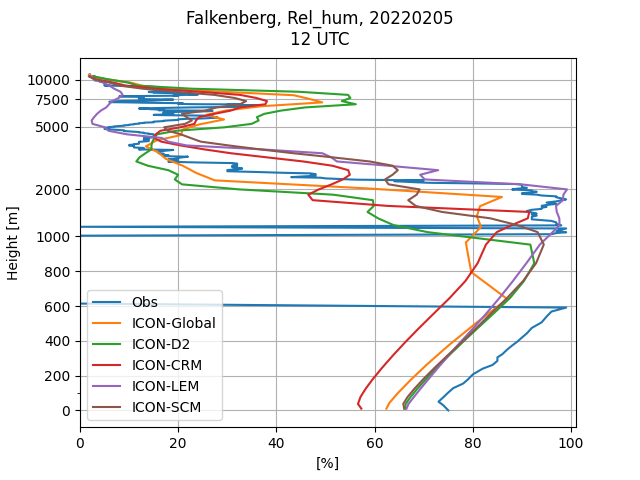 Falkenberg, Rel_hum, 20220205
12 UTC
Height [m]
10000
7500
5000
2000
1000
800
600
400
200
0
Obs
ICON-Global
ICON-D2
ICON-CRM
ICON-LEM
ICON-SCM
0 20 40 60 80 100
[%]